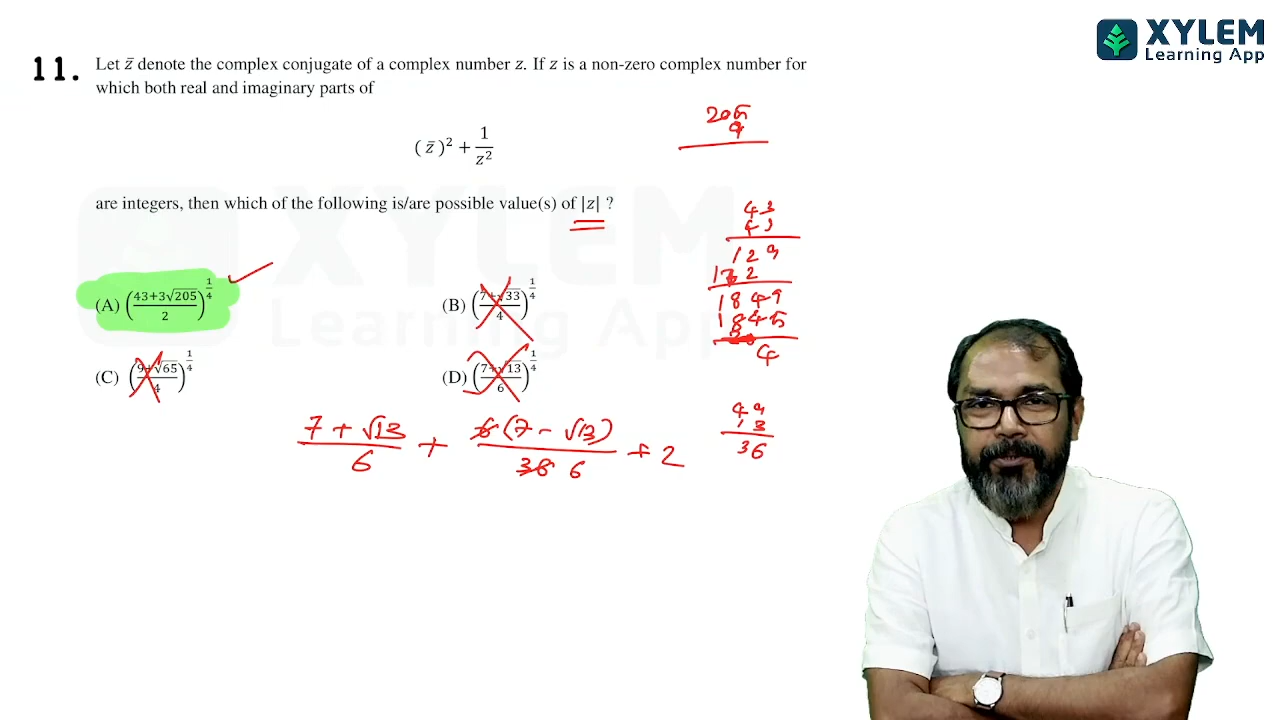 XYLEM
Learning App
11. Let z̄ denote the complex conjugate of a complex number z. If z is a non-zero complex number for
which both real and imaginary parts of
(z̄)² + 1/z²
are integers, then which of the following is/are possible value(s) of |z| ?
(A) ((43+3√205)/2)^(1/4)
(B) ((7+√33)/4)^(1/4)
(C) ((9+√65)/4)^(1/4)
(D) ((7+√13)/6)^(1/4)
(7 + √13)/6 + 6(7 - √13)/36 6 + 2
205
9
43
43
129
172
1849
1845
4
49
13
36
XYLEM
Learning App